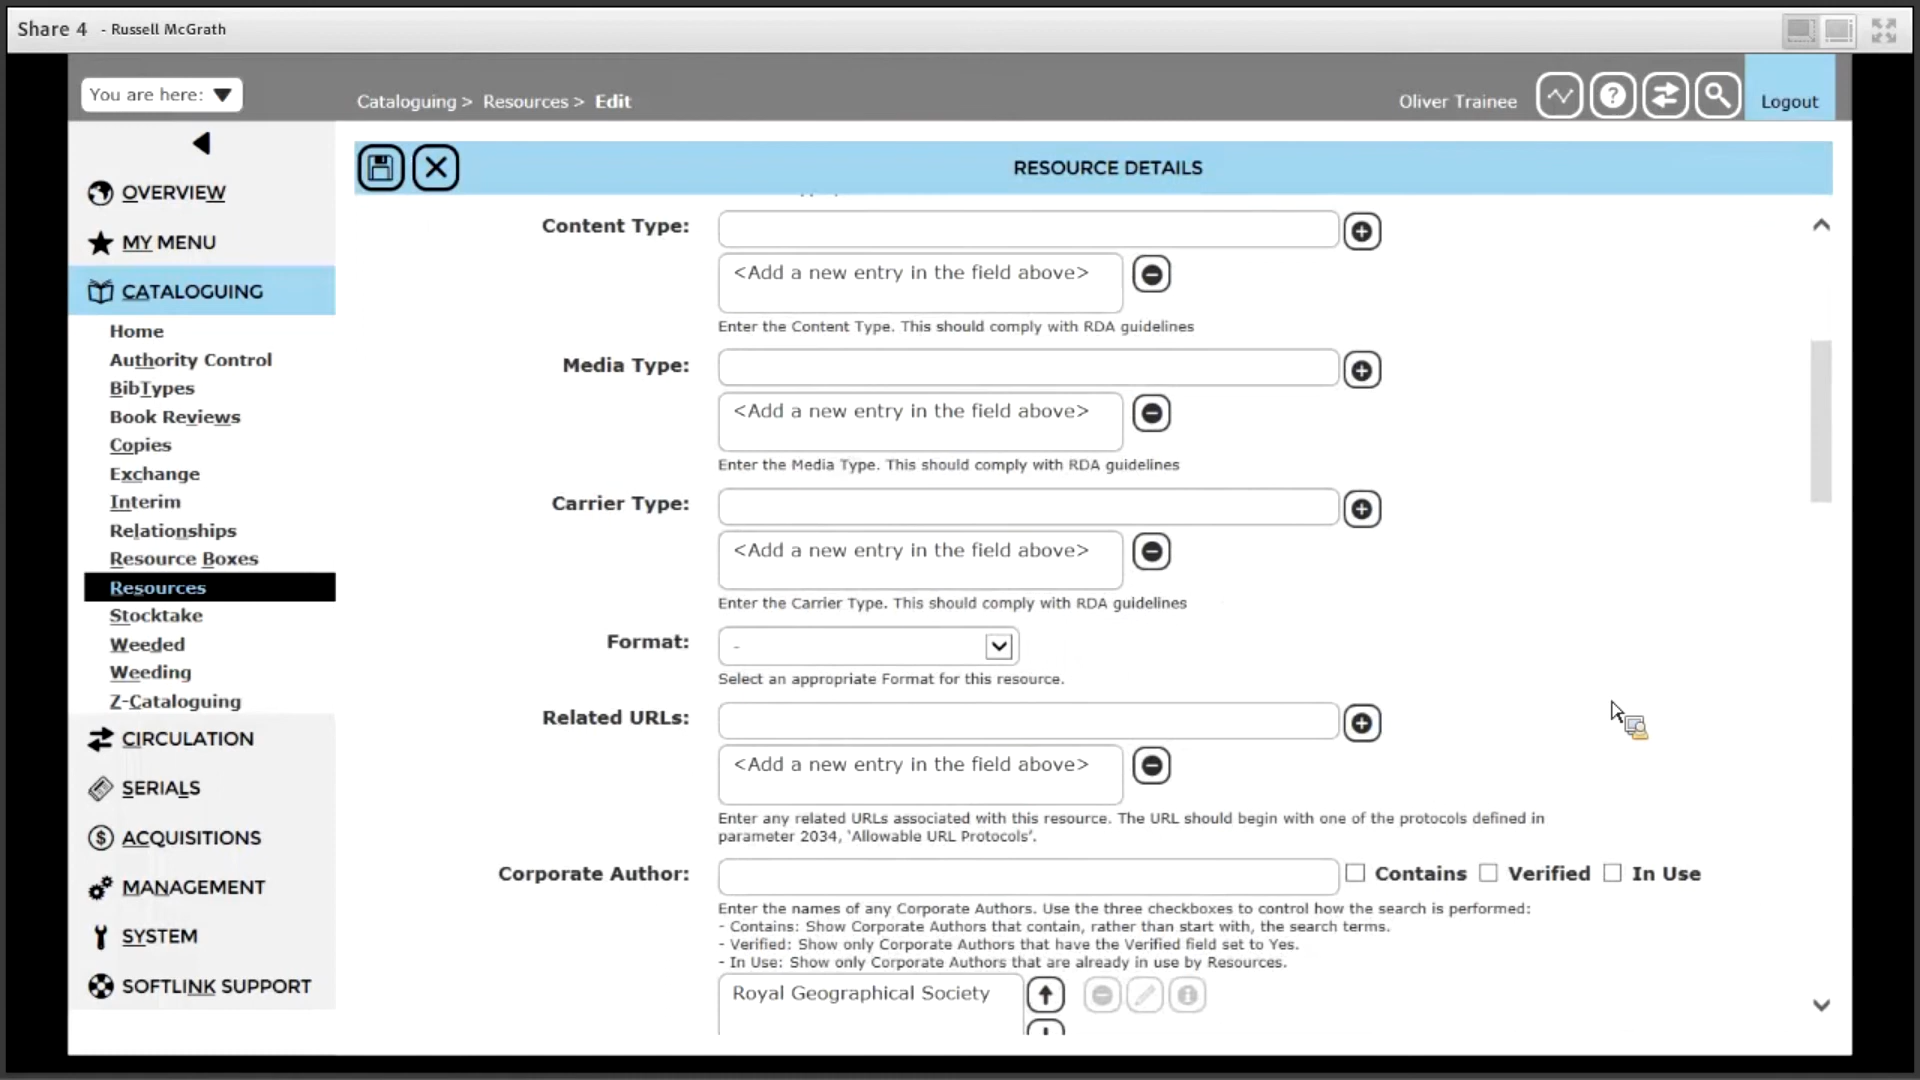 Share 4 - Russell McGrath
You are here:
Cataloguing > Resources > Edit
Oliver Trainee
Logout
OVERVIEW
MY MENU
CATALOGUING
Home
Authority Control
BibTypes
Book Reviews
Copies
Exchange
Interim
Relationships
Resource Boxes
Resources
Stocktake
Weeded
Weeding
Z-Cataloguing
CIRCULATION
SERIALS
ACQUISITIONS
MANAGEMENT
SYSTEM
SOFTLINK SUPPORT
RESOURCE DETAILS
Content Type:
<Add a new entry in the field above>
Enter the Content Type. This should comply with RDA guidelines
Media Type:
<Add a new entry in the field above>
Enter the Media Type. This should comply with RDA guidelines
Carrier Type:
<Add a new entry in the field above>
Enter the Carrier Type. This should comply with RDA guidelines
Format:
-
Select an appropriate Format for this resource.
Related URLs:
<Add a new entry in the field above>
Enter any related URLs associated with this resource. The URL should begin with one of the protocols defined in
parameter 2034, 'Allowable URL Protocols'.
Corporate Author:
Contains Verified In Use
Enter the names of any Corporate Authors. Use the three checkboxes to control how the search is performed:
- Contains: Show Corporate Authors that contain, rather than start with, the search terms.
- Verified: Show only Corporate Authors that have the Verified field set to Yes.
- In Use: Show only Corporate Authors that are already in use by Resources.
Royal Geographical Society